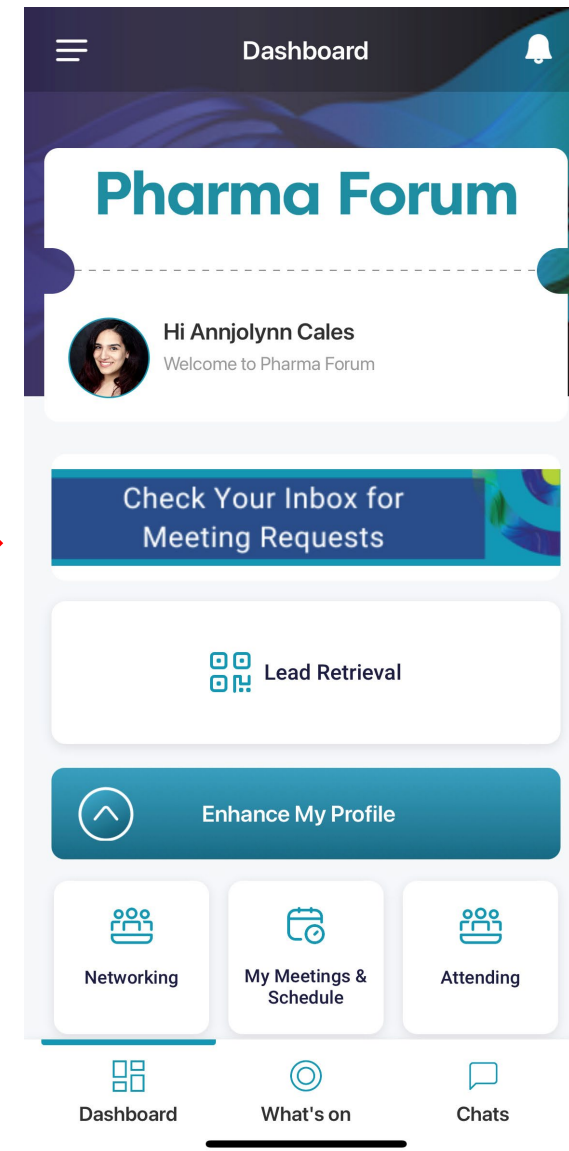 Dashboard
Pharma Forum
Hi Annjolynn Cales
Welcome to Pharma Forum
Check Your Inbox for
Meeting Requests
Lead Retrieval
Enhance My Profile
Networking
My Meetings &
Schedule
Attending
Dashboard
What's on
Chats